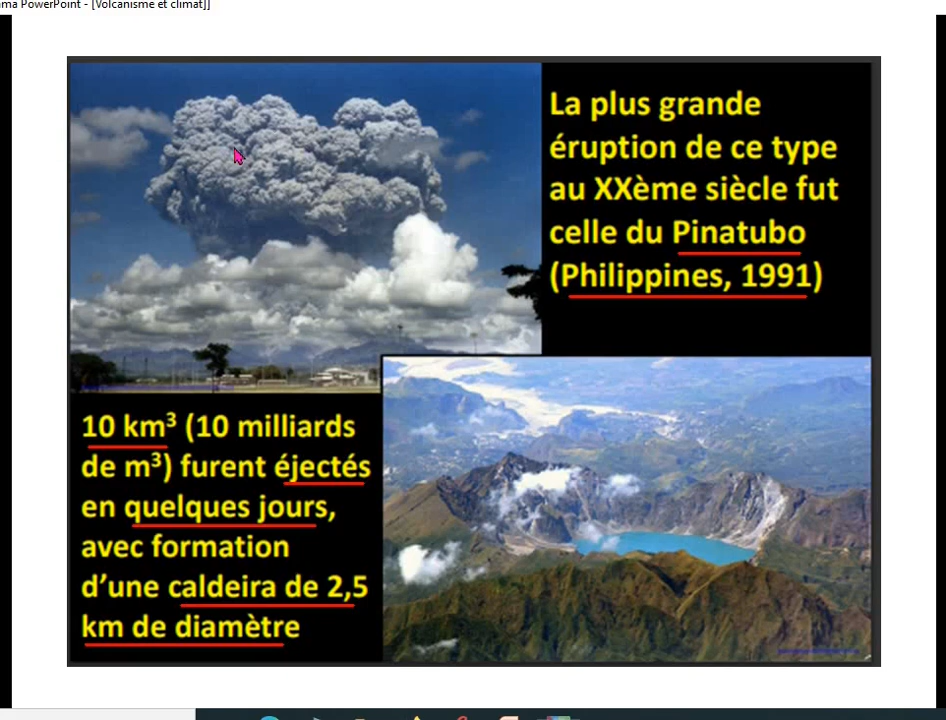 PowerPoint - [Volcanisme et climat]]
La plus grande
éruption de ce type
au XXème siècle fut
celle du Pinatubo
(Philippines, 1991)
10 km³ (10 milliards
de m³) furent éjectés
en quelques jours,
avec formation
d’une caldeira de 2,5
km de diamètre